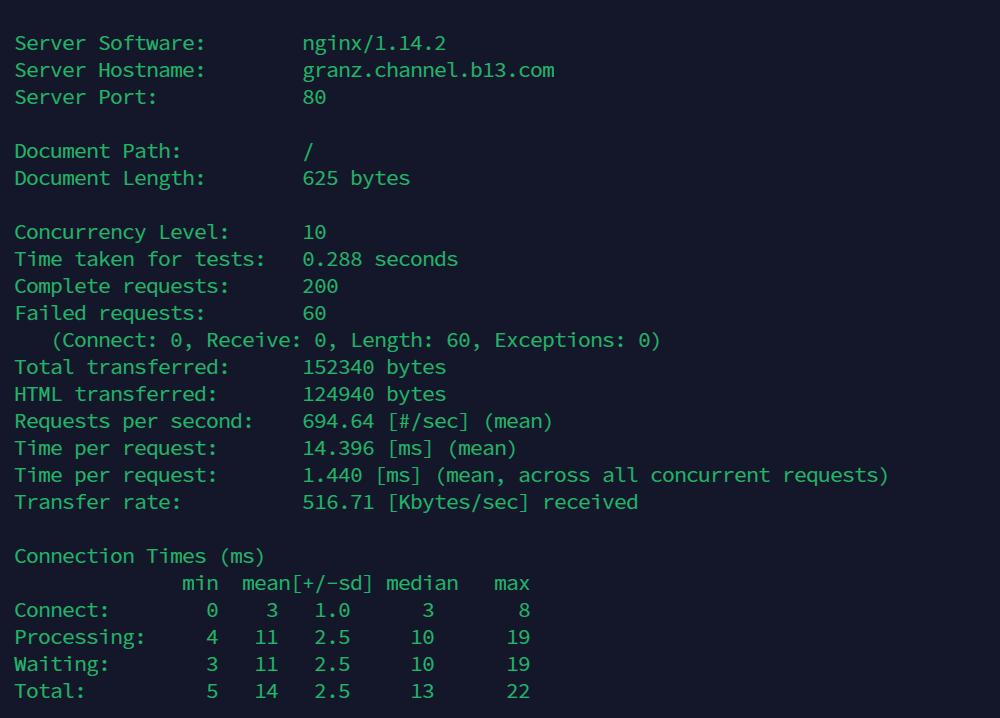 Server Software:        nginx/1.14.2
Server Hostname:        granz.channel.b13.com
Server Port:            80

Document Path:          /
Document Length:        625 bytes

Concurrency Level:      10
Time taken for tests:   0.288 seconds
Complete requests:      200
Failed requests:        60
   (Connect: 0, Receive: 0, Length: 60, Exceptions: 0)
Total transferred:      152340 bytes
HTML transferred:       124940 bytes
Requests per second:    694.64 [#/sec] (mean)
Time per request:       14.396 [ms] (mean)
Time per request:       1.440 [ms] (mean, across all concurrent requests)
Transfer rate:          516.71 [Kbytes/sec] received

Connection Times (ms)
              min  mean[+/-sd] median   max
Connect:        0    3   1.0      3       8
Processing:     4   11   2.5     10      19
Waiting:        3   11   2.5     10      19
Total:          5   14   2.5     13      22